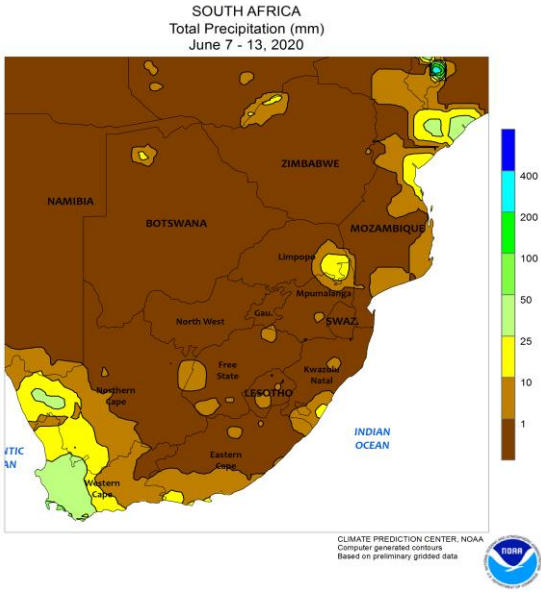 SOUTH AFRICA
Total Precipitation (mm)
June 7 - 13, 2020
ZIMBABWE
NAMIBIA
BOTSWANA
MOZAMBIQUE
Limpopo
Mpumalanga
North West
Gau.
SWAZ.
Free
State
Kwazulu
Natal
Northern
Cape
LESOTHO
Eastern
Cape
Western
Cape
NTIC
AN
INDIAN
OCEAN
400
200
100
50
25
10
1
CLIMATE PREDICTION CENTER, NOAA
Computer generated contours
Based on preliminary gridded data
NOAA